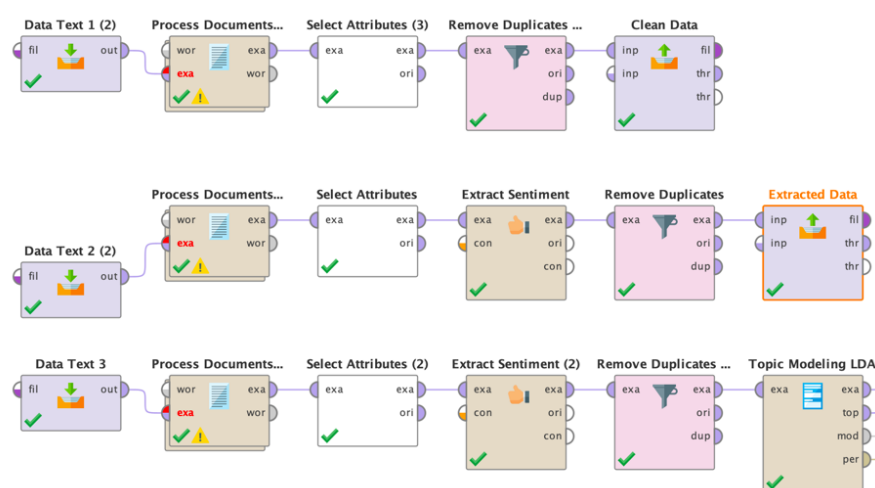 Data Text 1 (2)
Process Documents...
Select Attributes (3)
Remove Duplicates ...
Clean Data
fil out
wor exa
exa wor
exa exa
ori
exa exa
ori
dup
inp fil
inp thr
thr
Process Documents...
Select Attributes
Extract Sentiment
Remove Duplicates
Extracted Data
wor exa
exa wor
exa exa
ori
exa exa
con ori
con
exa exa
ori
dup
inp fil
inp thr
thr
Data Text 2 (2)
fil out
Data Text 3
Process Documents...
Select Attributes (2)
Extract Sentiment (2)
Remove Duplicates ...
Topic Modeling LDA
fil out
wor exa
exa wor
exa exa
ori
exa exa
con ori
con
exa exa
ori
dup
exa exa
top
mod
per